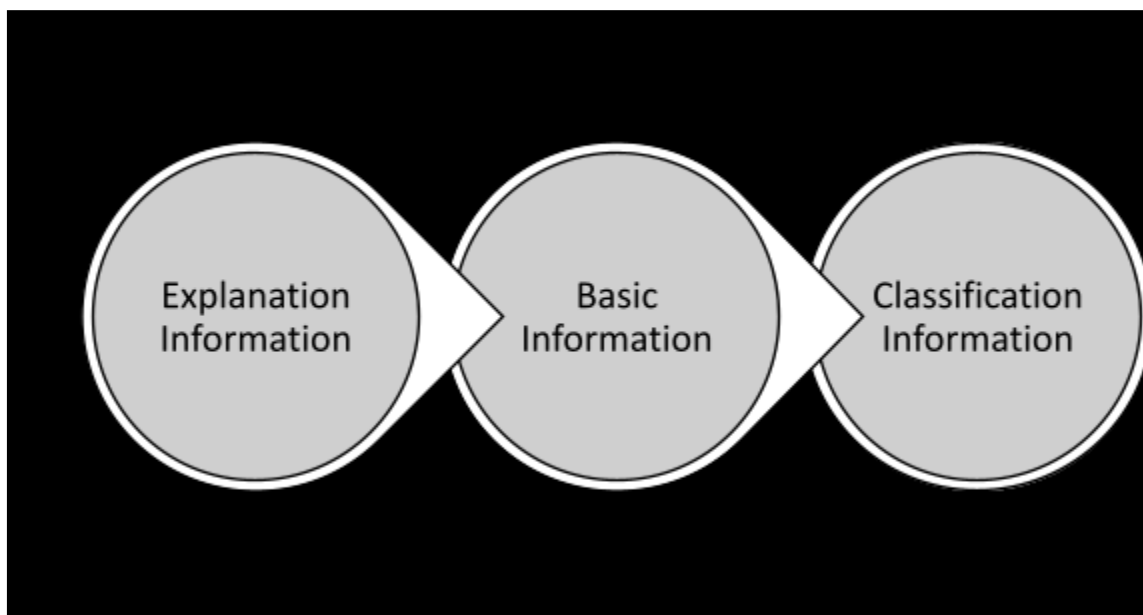 Explanation
Information
Basic
Information
Classification
Information